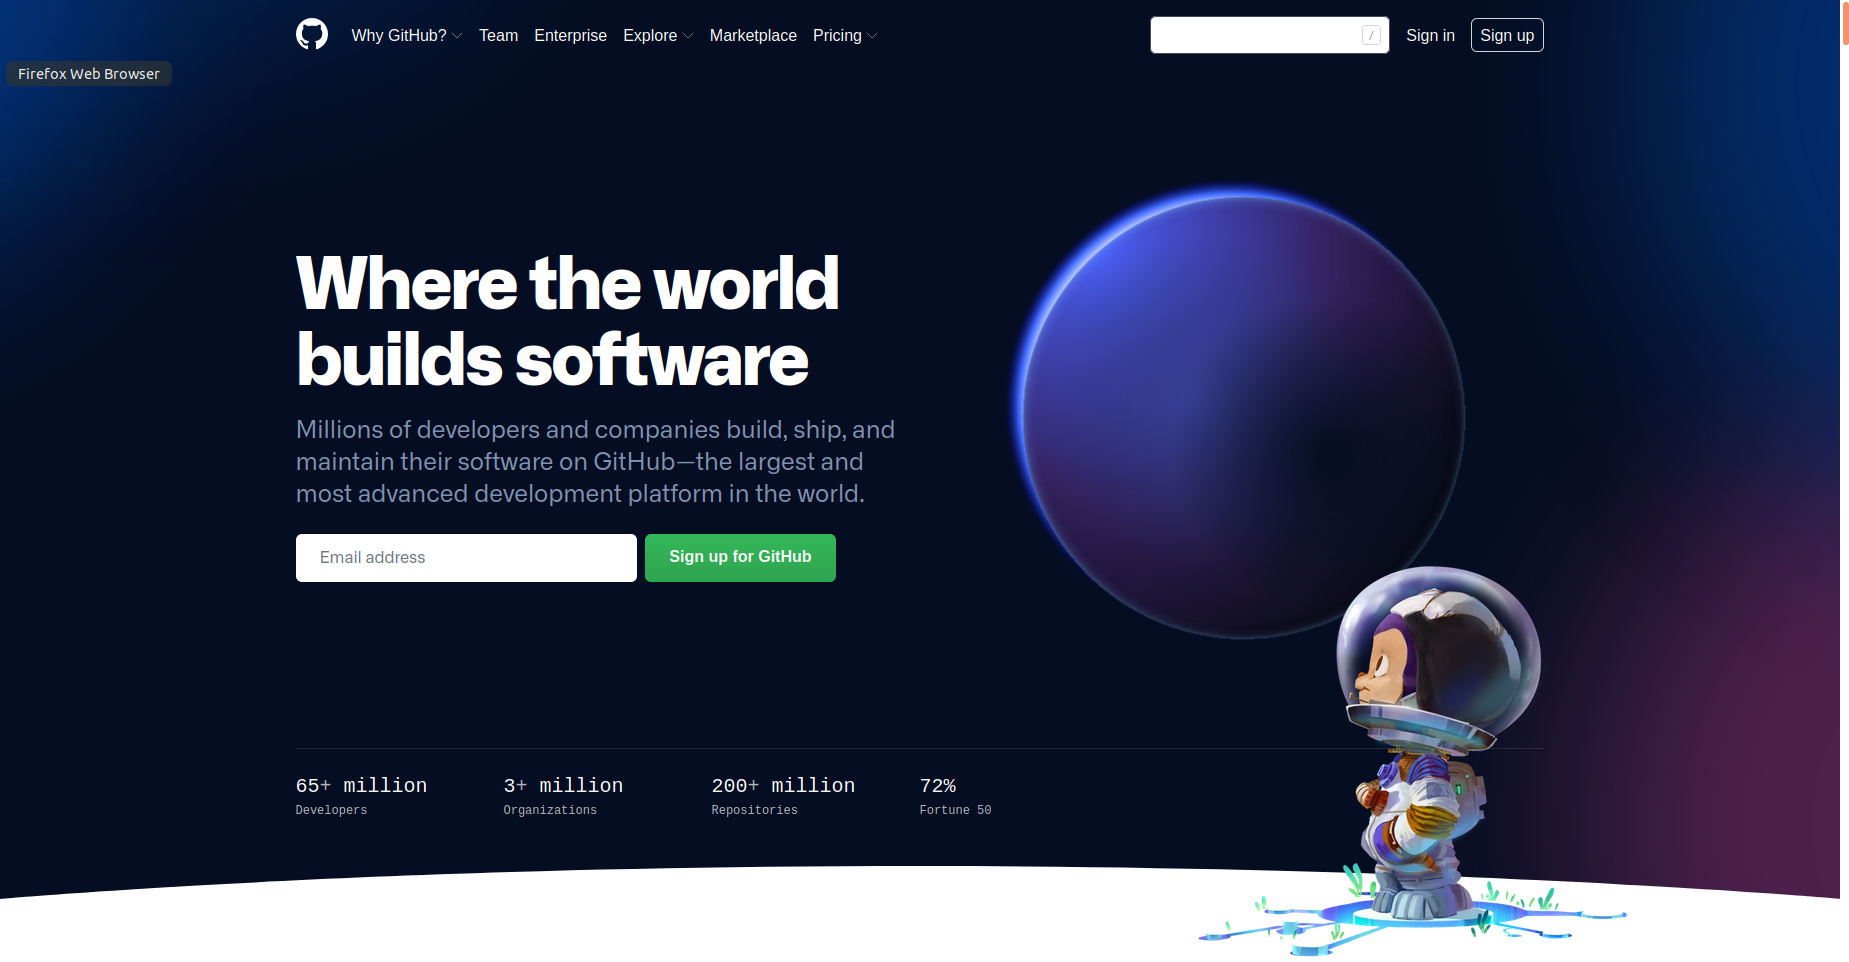 Why GitHub? Team Enterprise Explore Marketplace Pricing / Sign in Sign up
Firefox Web Browser
Where the world
builds software
Millions of developers and companies build, ship, and
maintain their software on GitHub—the largest and
most advanced development platform in the world.
Email address Sign up for GitHub
65+ million 3+ million 200+ million 72%
Developers Organizations Repositories Fortune 50